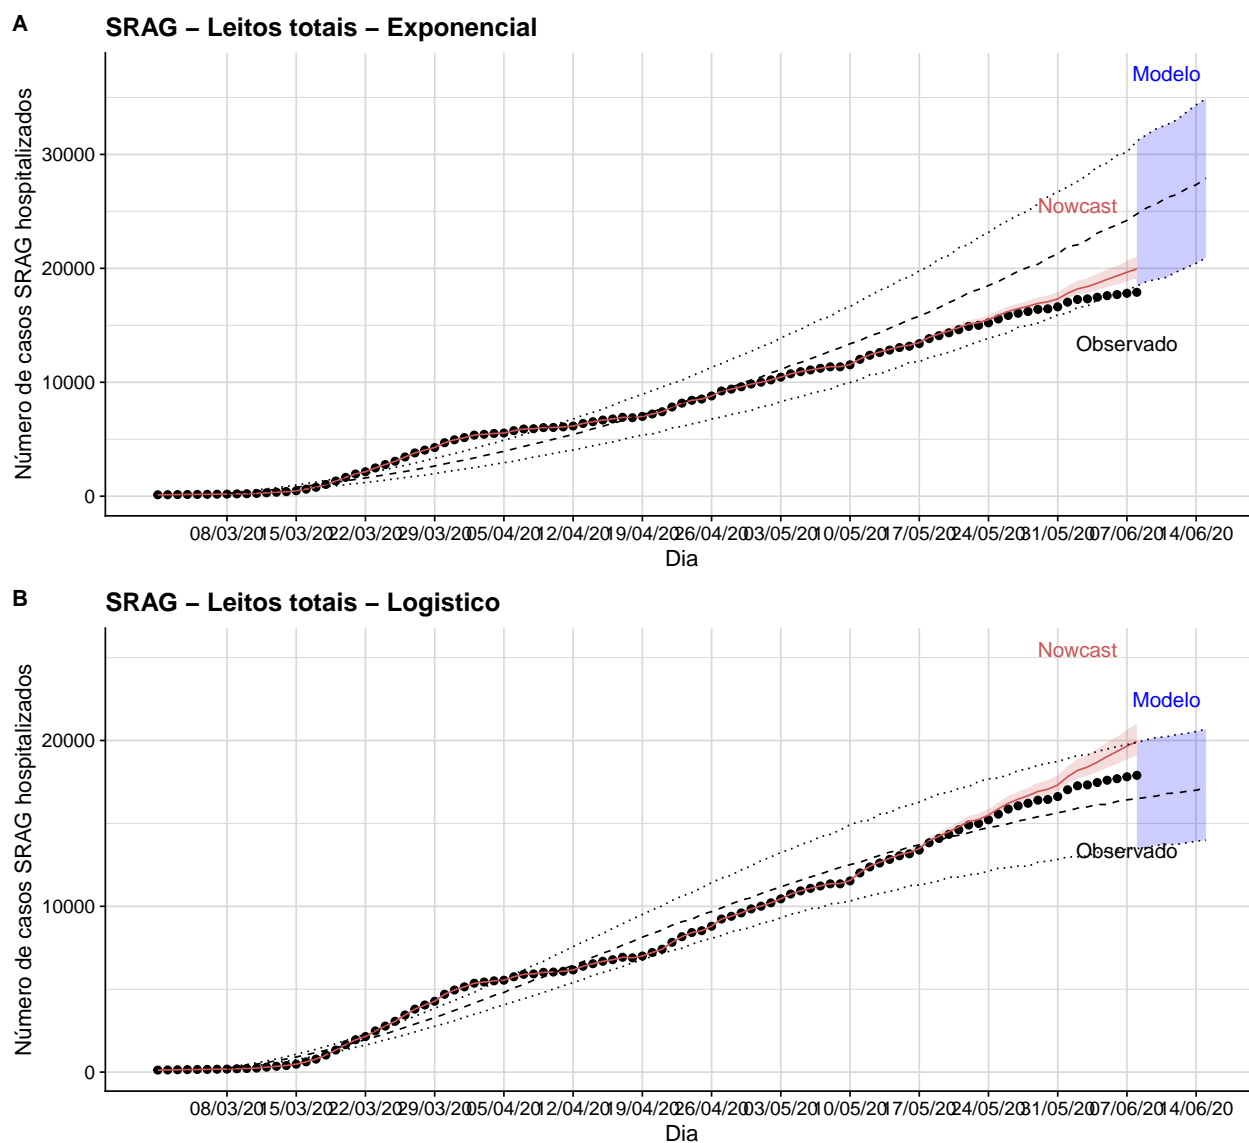 A
SRAG – Leitos totais – Exponencial
Número de casos SRAG hospitalizados
30000
20000
10000
0
Modelo
Nowcast
Observado
08/03/20 15/03/20 22/03/20 29/03/20 05/04/20 12/04/20 19/04/20 26/04/20 03/05/20 10/05/20 17/05/20 24/05/20 31/05/20 07/06/20 14/06/20
Dia
B
SRAG – Leitos totais – Logistico
Número de casos SRAG hospitalizados
20000
10000
0
Nowcast
Modelo
Observado
08/03/20 15/03/20 22/03/20 29/03/20 05/04/20 12/04/20 19/04/20 26/04/20 03/05/20 10/05/20 17/05/20 24/05/20 31/05/20 07/06/20 14/06/20
Dia